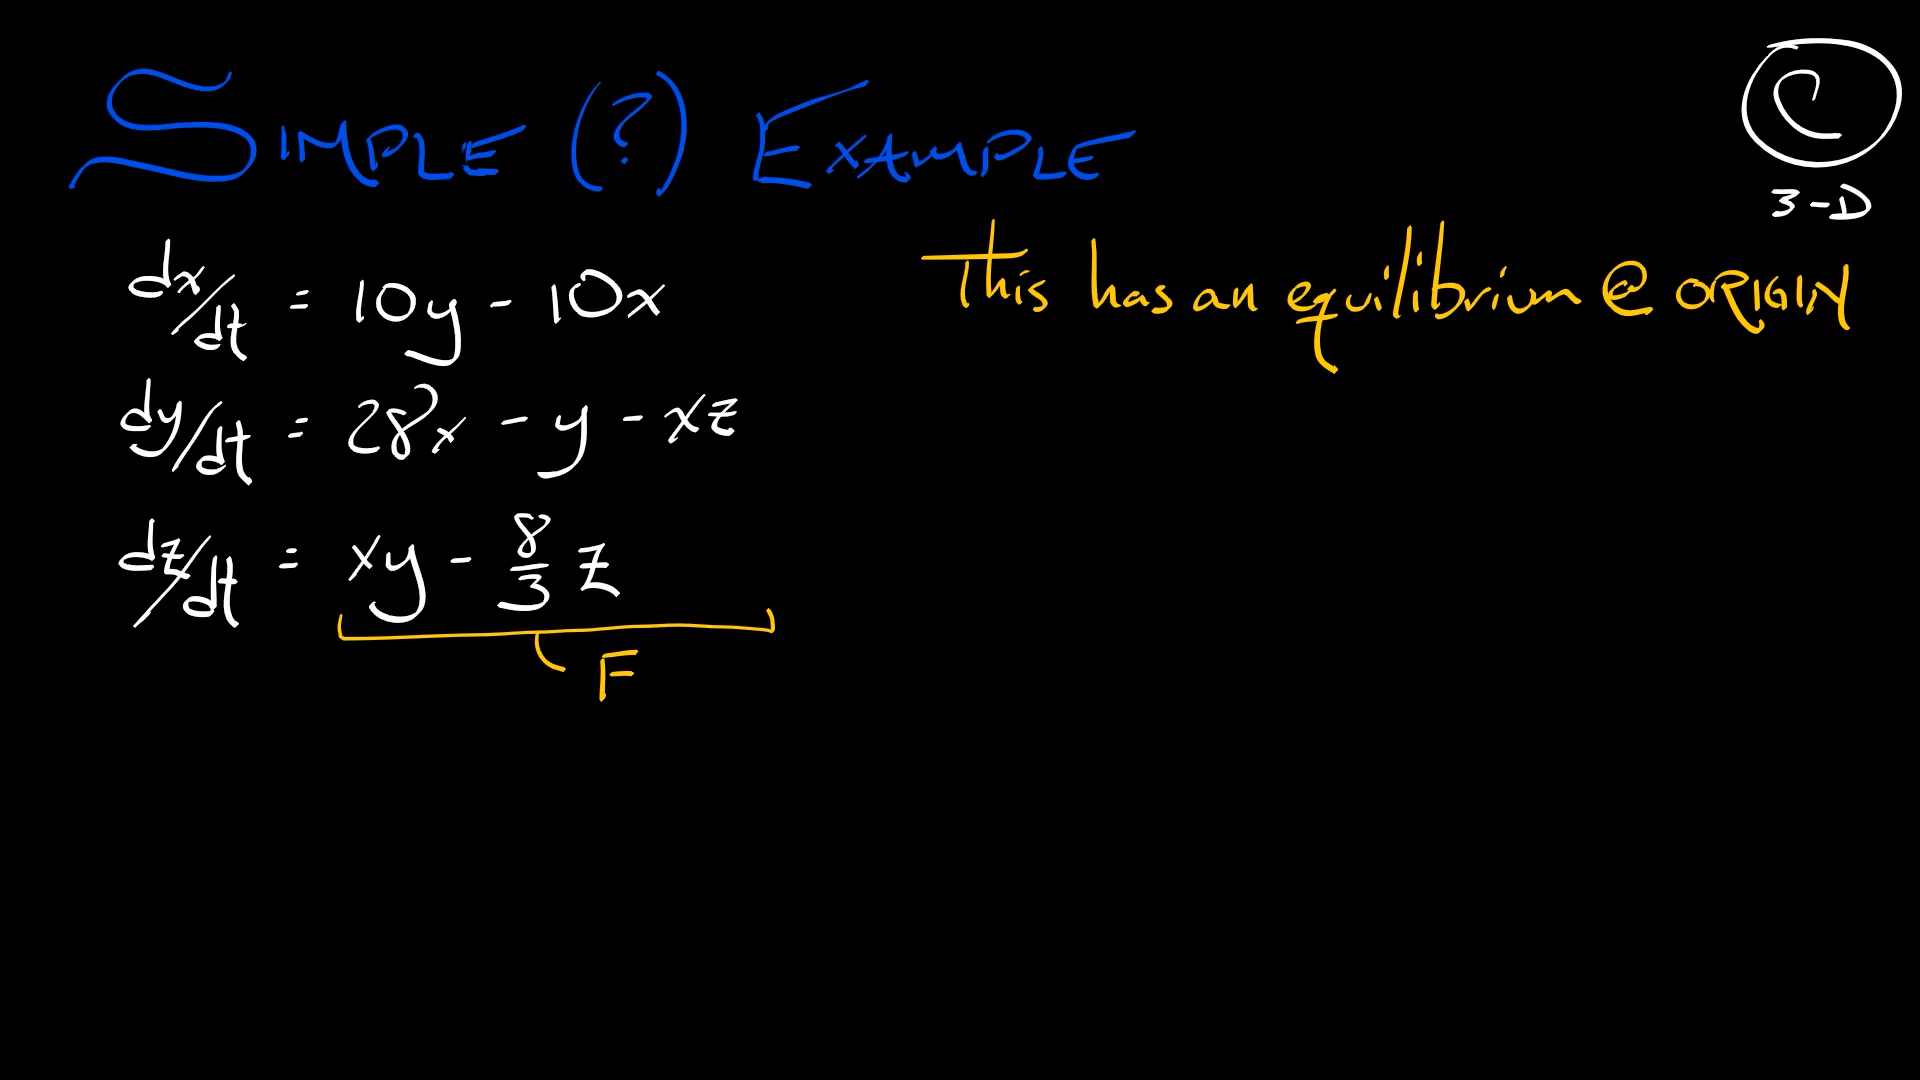 SIMPLE (?) EXAMPLE
C
3-D
dx/dt = 10y - 10x
This has an equilibrium @ ORIGIN
dy/dt = 28x - y - xz
dz/dt = xy - 8/3 z
F